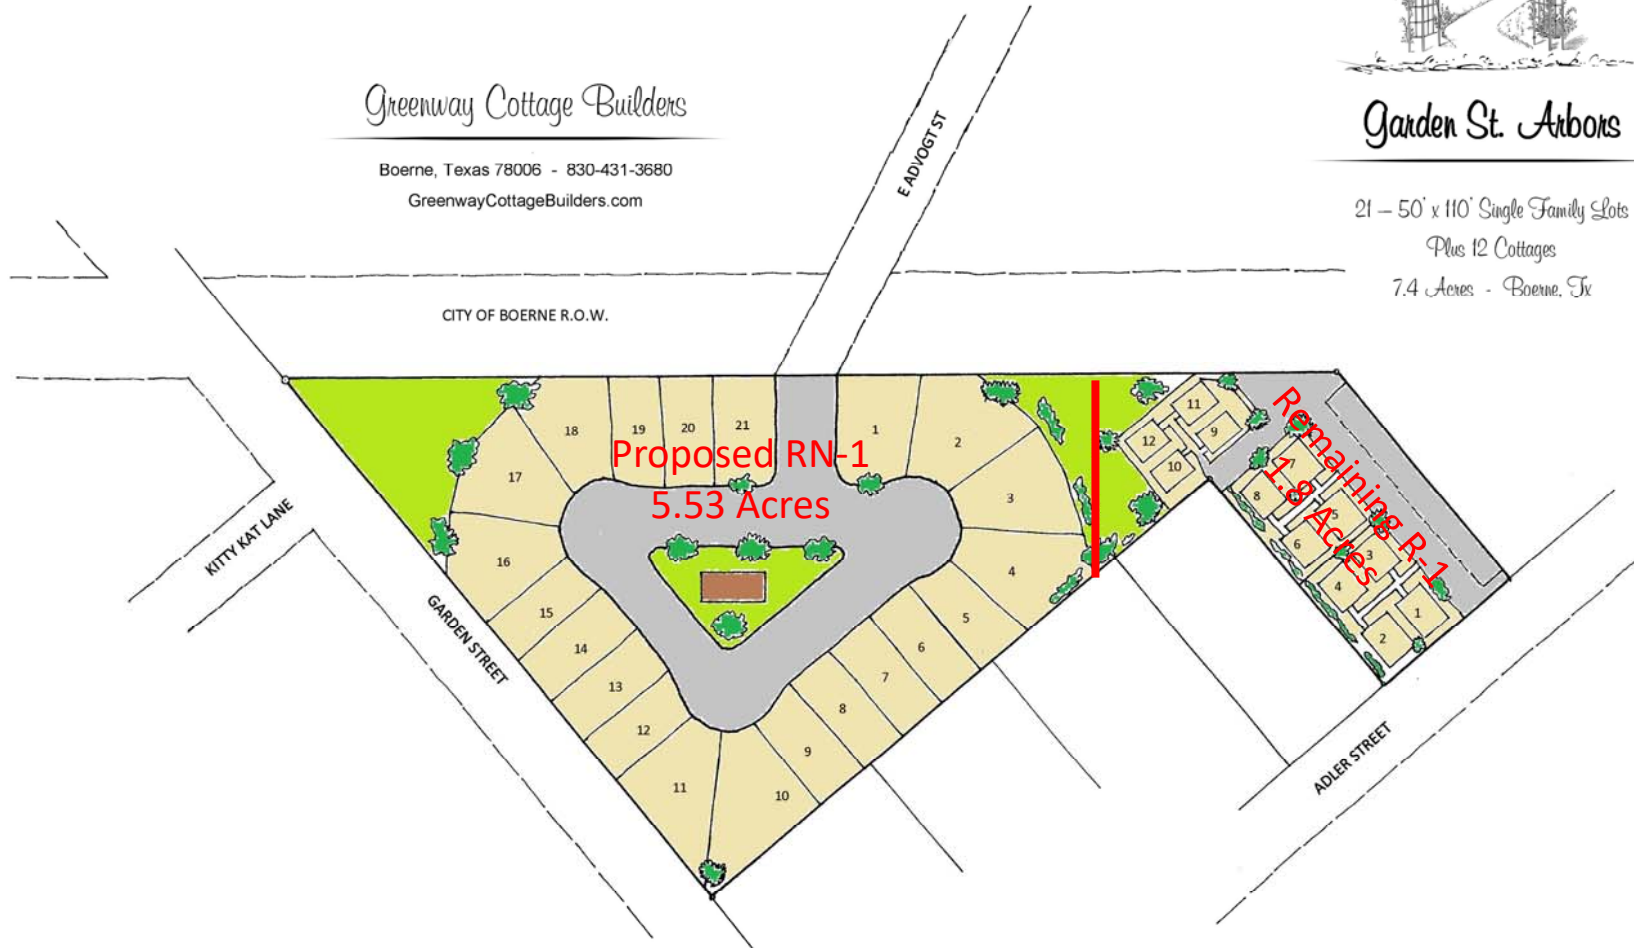 Greenway Cottage Builders
Boerne, Texas 78006 - 830-431-3680
GreenwayCottageBuilders.com
Garden St. Arbors
21 – 50' x 110' Single Family Lots
Plus 12 Cottages
7.4 Acres - Boerne, Tx
E ADVOGT ST
CITY OF BOERNE R.O.W.
KITTY KAT LANE
GARDEN STREET
ADLER STREET
Proposed RN-1
5.53 Acres
Remaining R-1
1.8 Acres
18
19
20
21
1
2
17
3
16
4
15
5
14
6
13
7
12
8
11
9
10
11
12
9
10
7
8
5
6
3
4
1
2